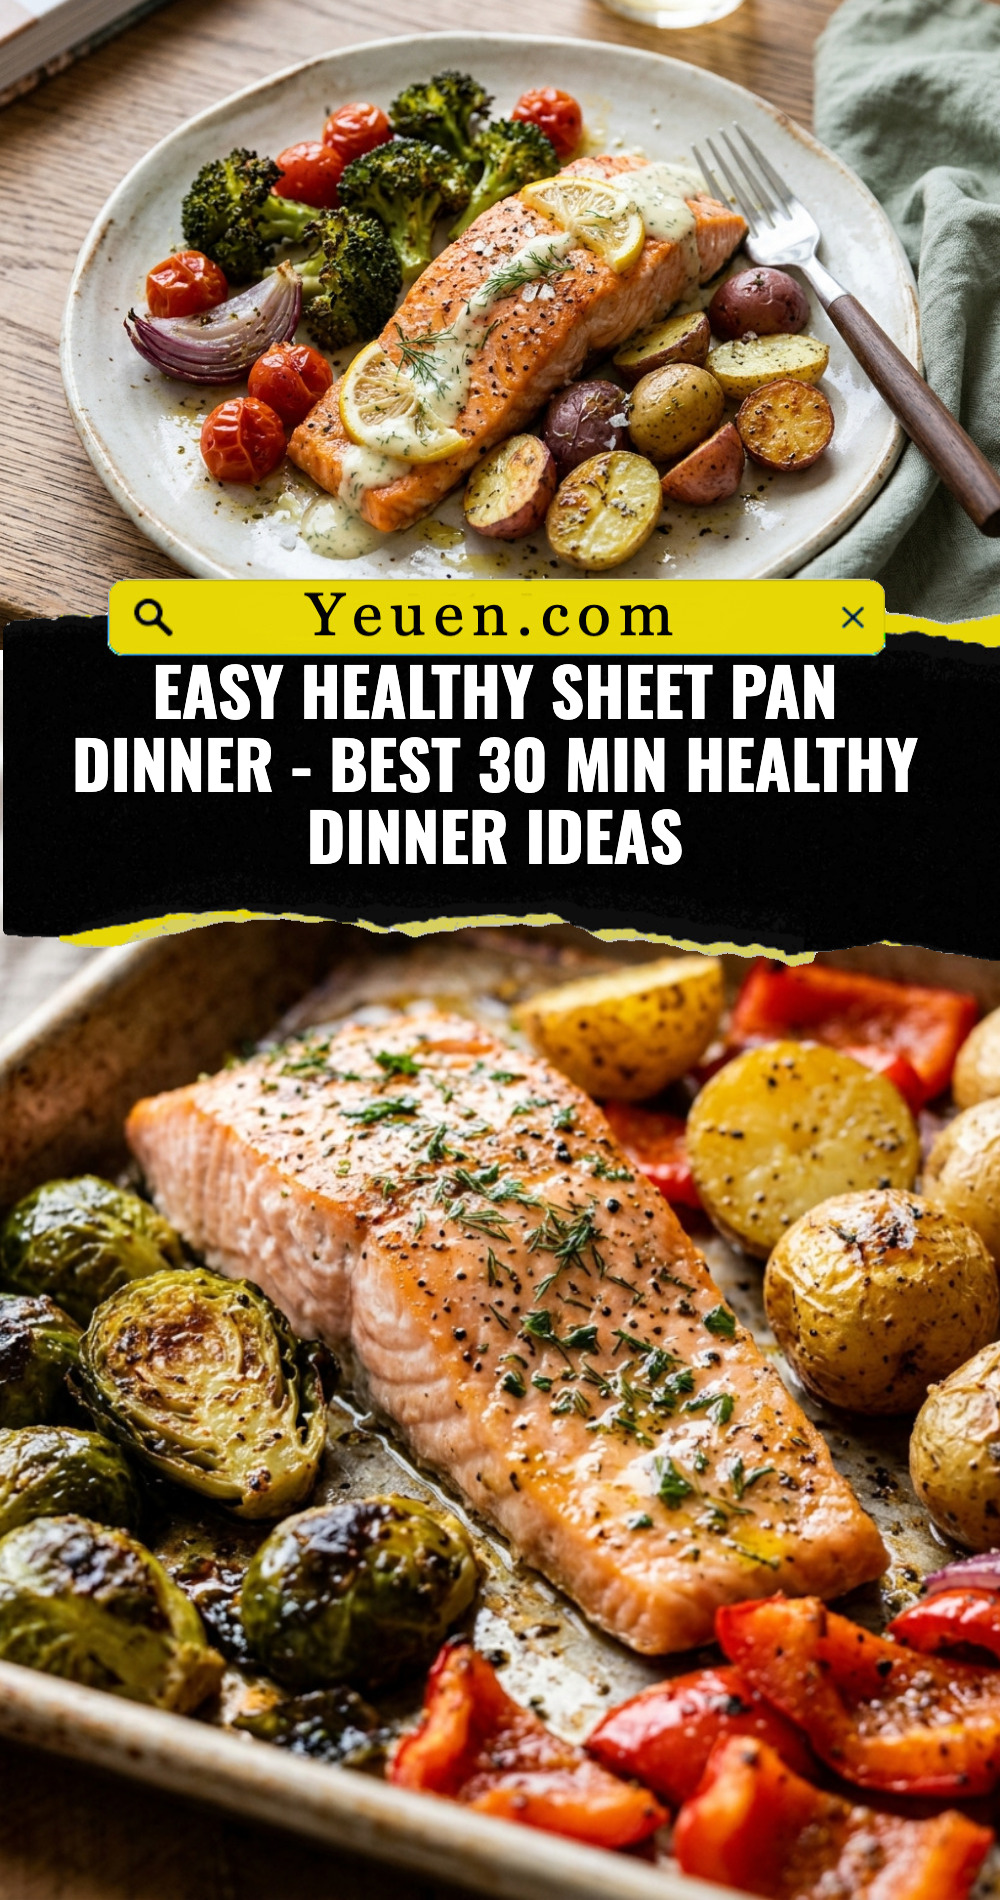 Yeuen.com
EASY HEALTHY SHEET PAN
DINNER - BEST 30 MIN HEALTHY
DINNER IDEAS